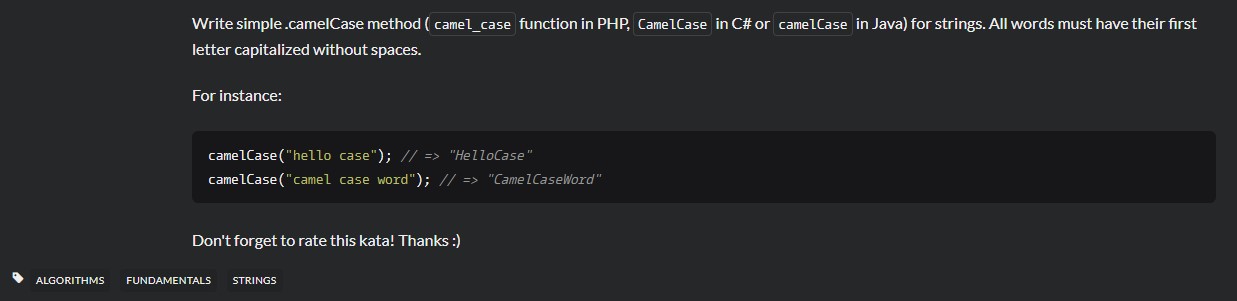 Write simple .camelCase method ( camel_case function in PHP, CamelCase in C# or camelCase in Java) for strings. All words must have their first
letter capitalized without spaces.
For instance:
camelCase("hello case"); // => "HelloCase"
camelCase("camel case word"); // => "CamelCaseWord"
Don't forget to rate this kata! Thanks :)
ALGORITHMS FUNDAMENTALS STRINGS